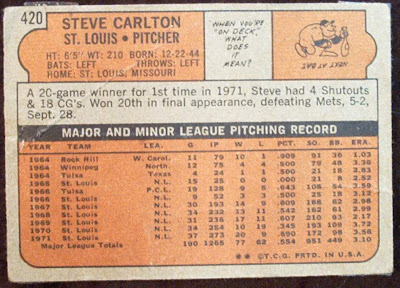 420
STEVE CARLTON
ST. LOUIS • PITCHER
HT: 6'5" WT: 210 BORN: 12-22-44
BATS: LEFT THROWS: LEFT
HOME: ST. LOUIS, MISSOURI
WHEN YOU'RE
"ON DECK,"
WHAT
DOES
IT
MEAN?
NEXT AT BAT
A 20-game winner for 1st time in 1971, Steve had 4 Shutouts
& 18 CG's. Won 20th in final appearance, defeating Mets, 5-2,
Sept. 28.
MAJOR AND MINOR LEAGUE PITCHING RECORD
YEAR TEAM LEA. G IP W L PCT. SO BB ERA.
1964 Rock Hill W. Carol. 11 79 10 1 .909 91 36 1.03
1964 Winnipeg North. 12 75 4 4 .500 79 48 3.36
1964 Tulsa Texas 4 24 1 1 .500 21 18 2.63
1965 St. Louis N.L. 15 25 0 0 .000 21 8 2.52
1966 Tulsa P.C.L. 19 128 9 5 .643 108 54 3.59
1966 St. Louis N.L. 9 52 3 3 .500 25 18 3.12
1967 St. Louis N.L. 30 193 14 9 .609 168 62 2.98
1968 St. Louis N.L. 34 232 13 11 .542 162 61 2.99
1969 St. Louis N.L. 31 236 17 11 .607 210 93 2.17
1970 St. Louis N.L. 34 254 10 19 .345 193 109 3.72
1971 St. Louis N.L. 37 273 20 9 .690 172 98 3.56
Major League Totals 190 1265 77 62 .554 951 449 3.10
** © T.C.G. PRTD. IN U.S.A.